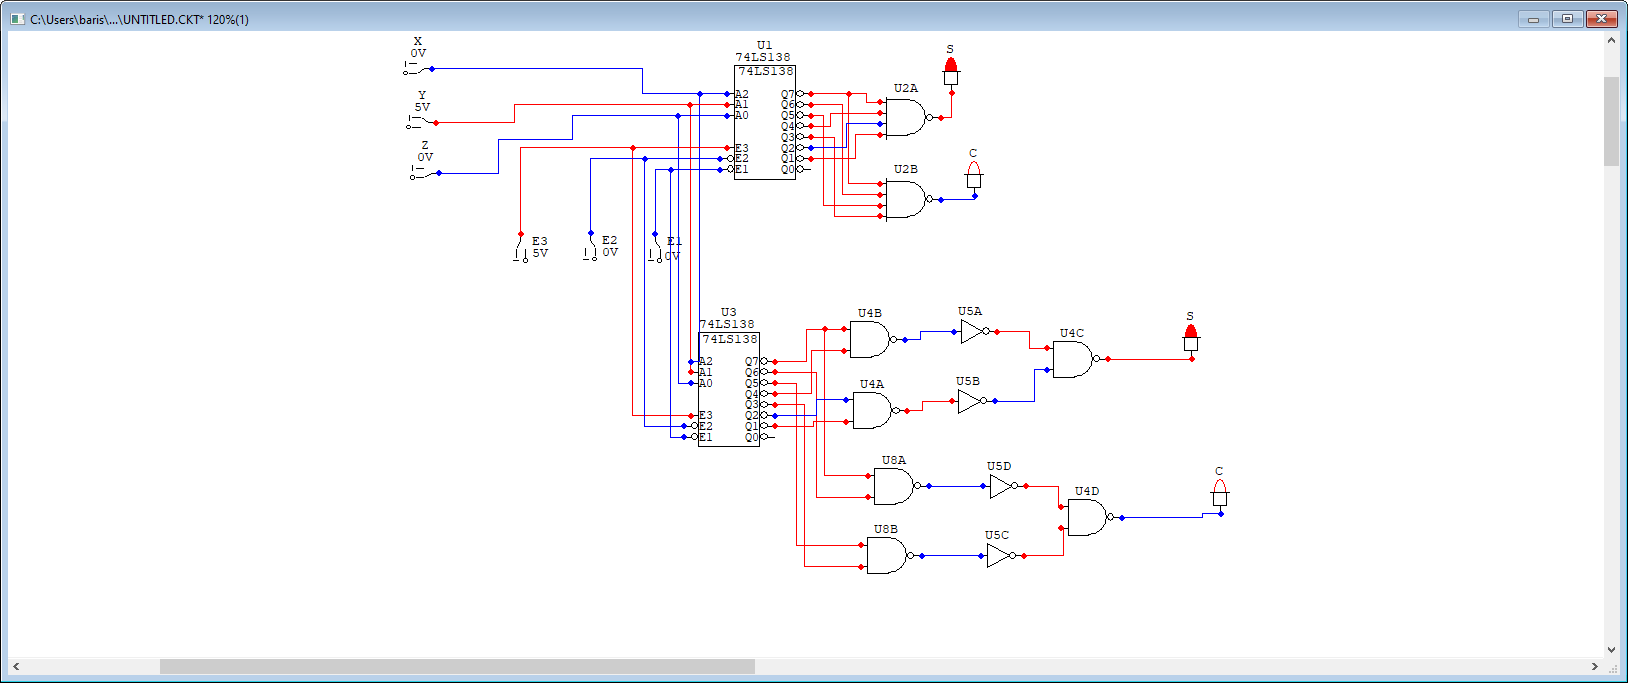 C:\Users\baris\...\UNTITLED.CKT* 120%(1)
X
0V
Y
5V
Z
0V
U1
74LS138
74LS138
A2
A1
A0
E3
E2
E1
Q7
Q6
Q5
Q4
Q3
Q2
Q1
Q0
U2A
S
U2B
C
E3
5V
E2
0V
E1
0V
U3
74LS138
74LS138
A2
A1
A0
E3
E2
E1
Q7
Q6
Q5
Q4
Q3
Q2
Q1
Q0
U4B
U5A
U4C
S
U4A
U5B
U8A
U5D
U4D
C
U8B
U5C